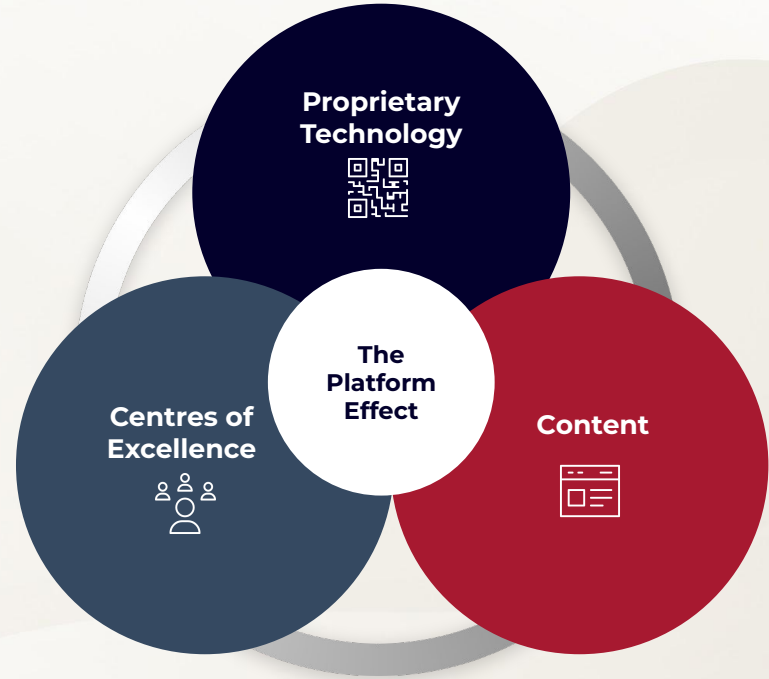 Proprietary
Technology
The
Platform
Effect
Centres of
Excellence
Content